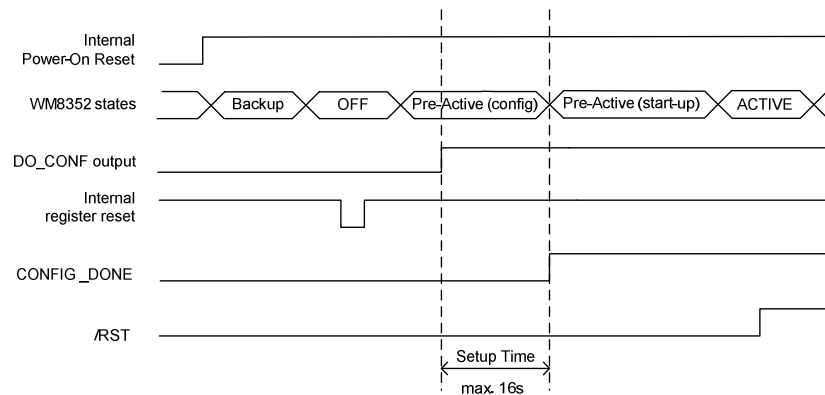 Internal
Power-On Reset
WM8352 states
Backup
OFF
Pre-Active (config)
Pre-Active (start-up)
ACTIVE
DO_CONF output
Internal
register reset
CONFIG_DONE
/RST
Setup Time
max. 16s